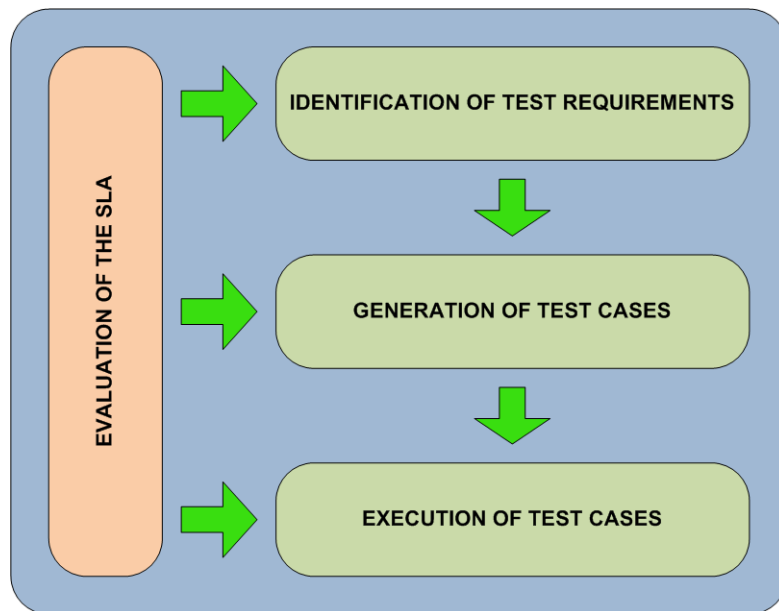 EVALUATION OF THE SLA
IDENTIFICATION OF TEST REQUIREMENTS
GENERATION OF TEST CASES
EXECUTION OF TEST CASES